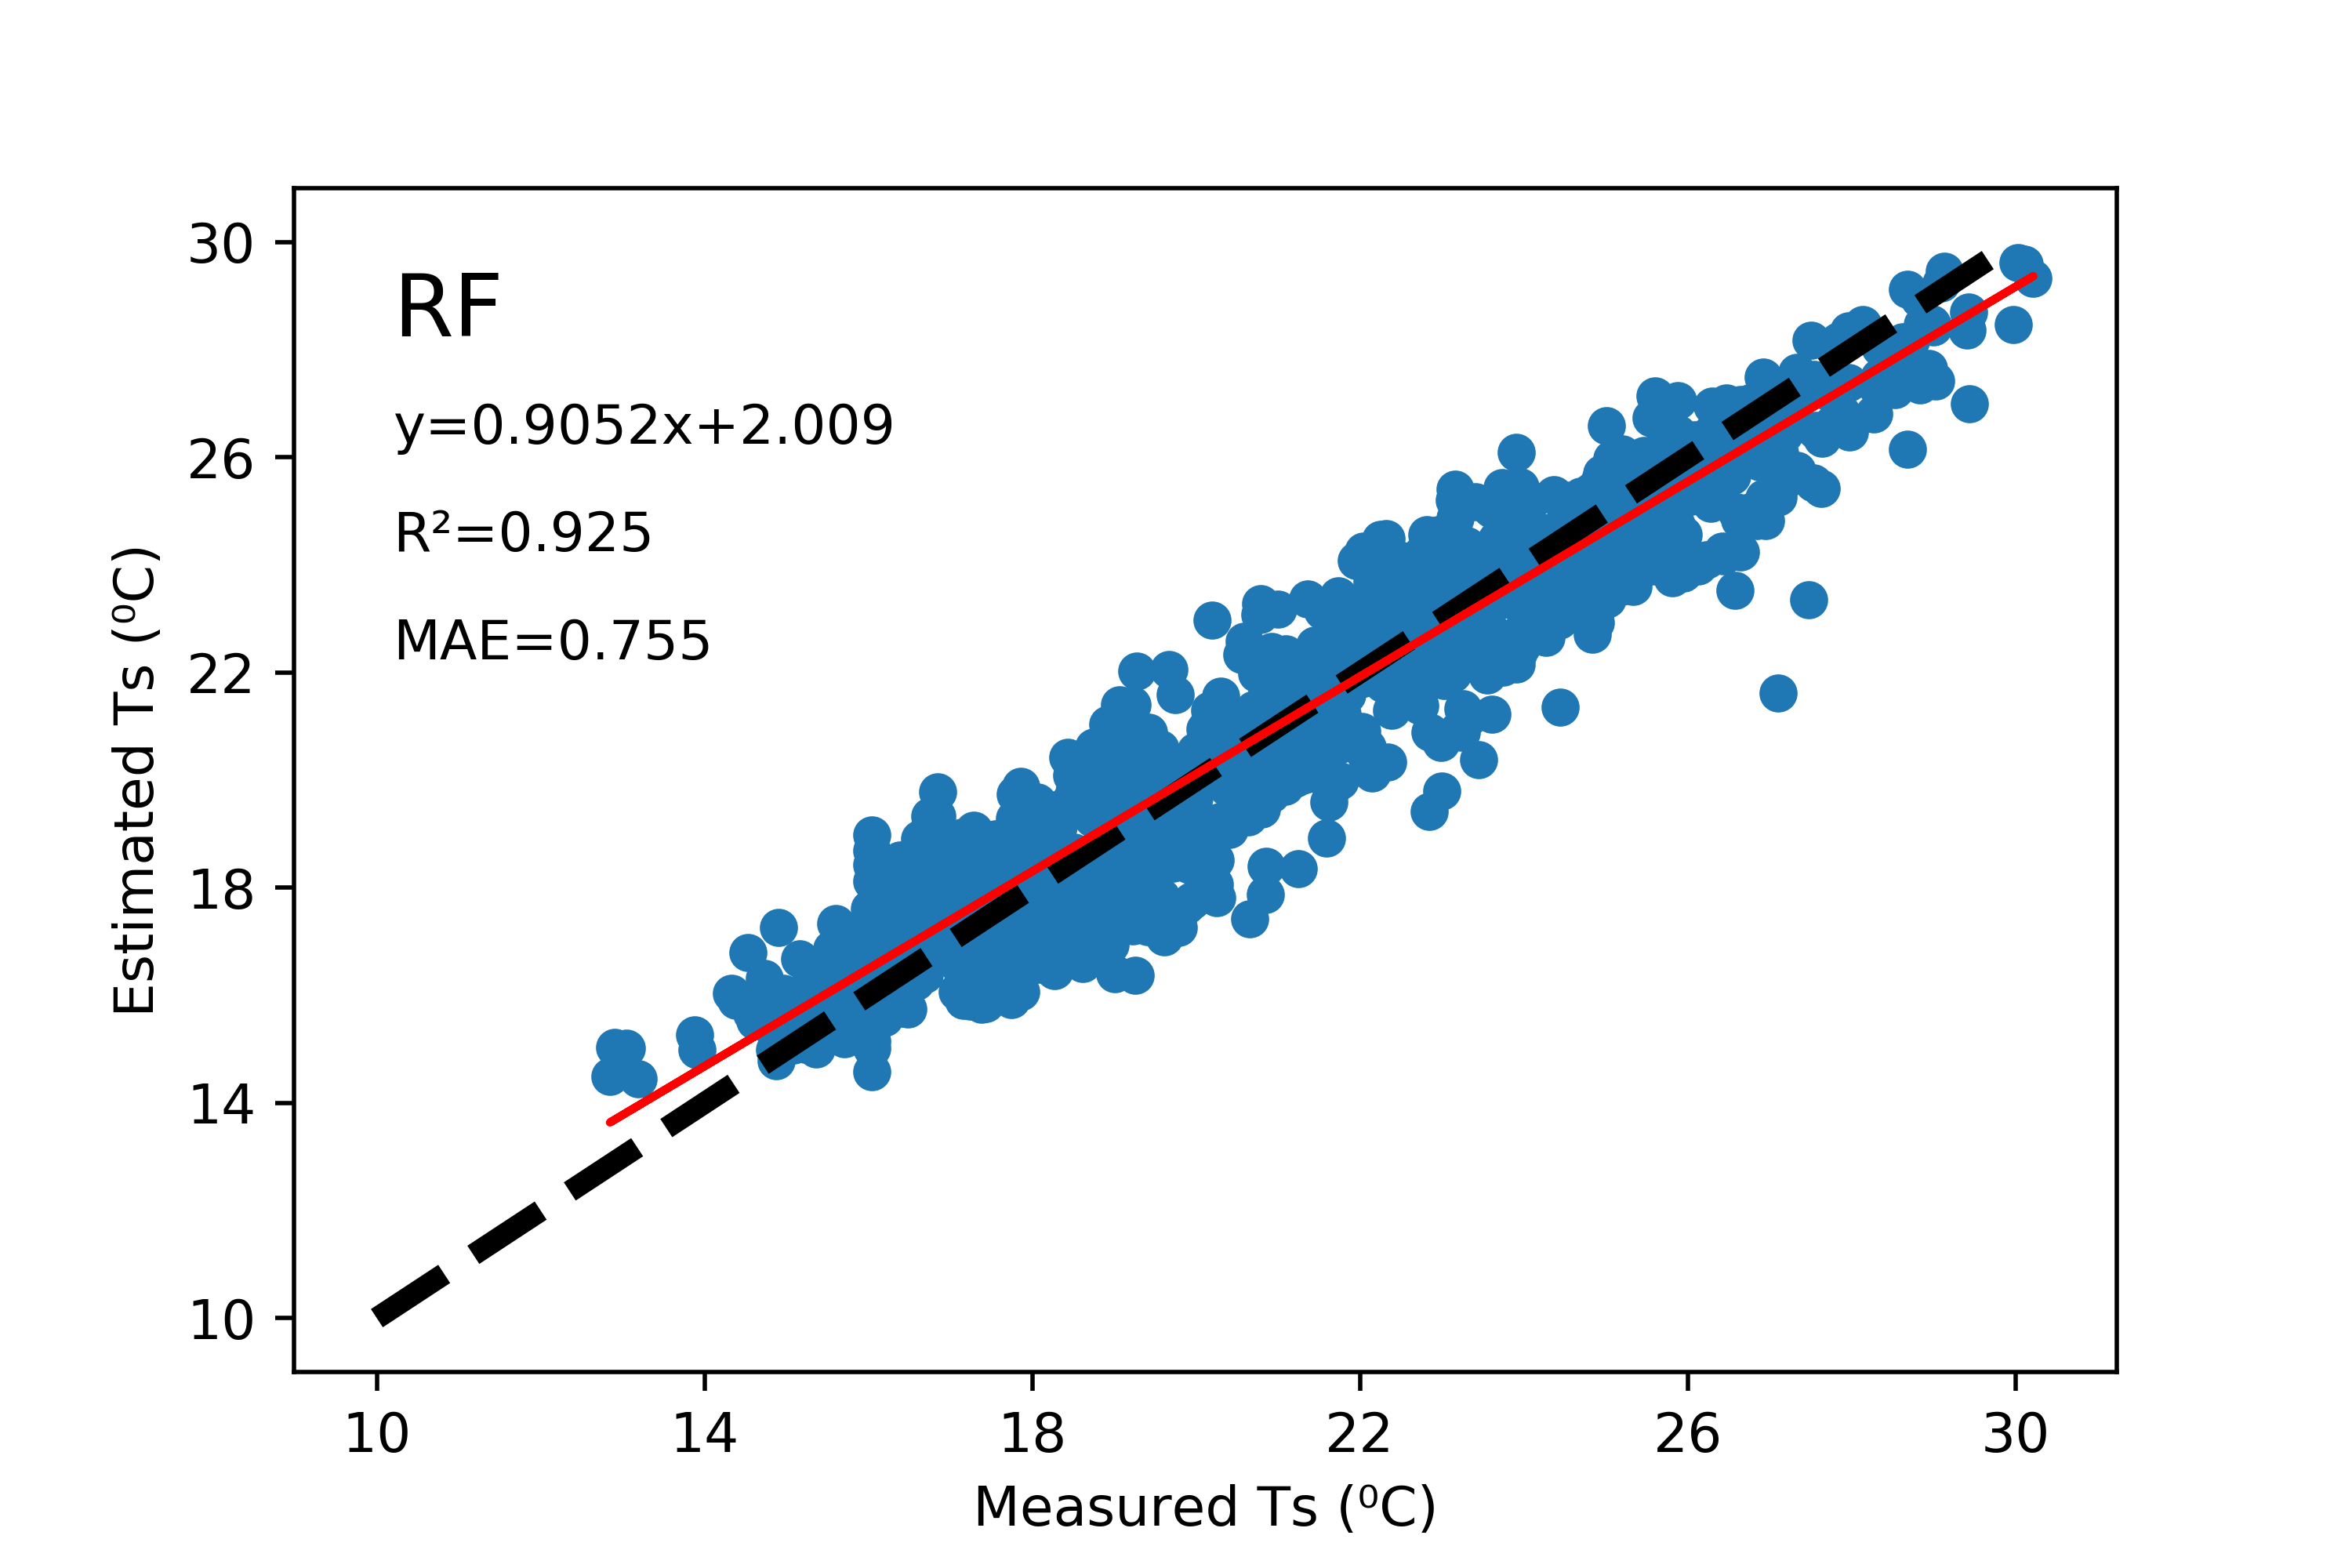 RF
y=0.9052x+2.009
R²=0.925
MAE=0.755
30
26
22
18
14
10
Estimated Ts (⁰C)
10 14 18 22 26 30
Measured Ts (⁰C)